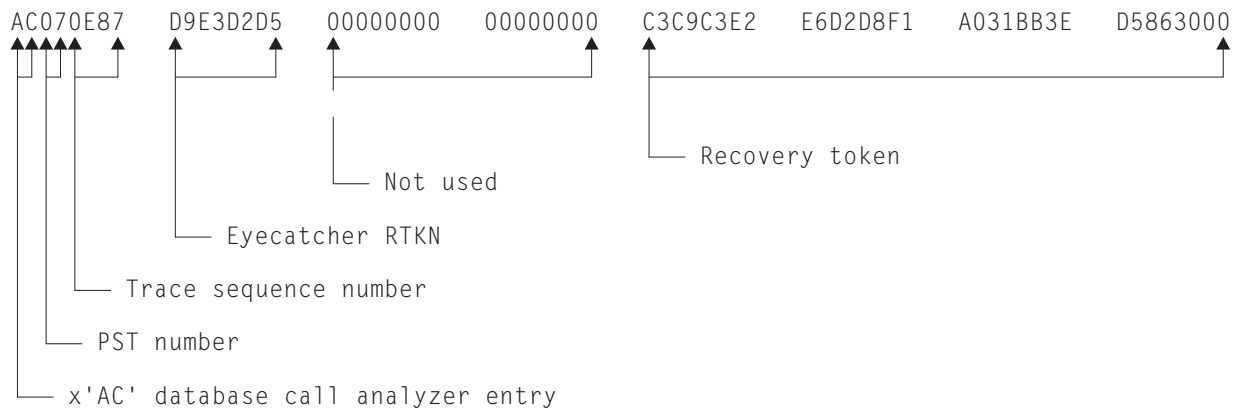 AC070E87 D9E3D2D5 00000000 00000000 C3C9C3E2 E6D2D8F1 A031BB3E D5863000
Recovery token
Not used
Eyecatcher RTKN
Trace sequence number
PST number
x'AC' database call analyzer entry